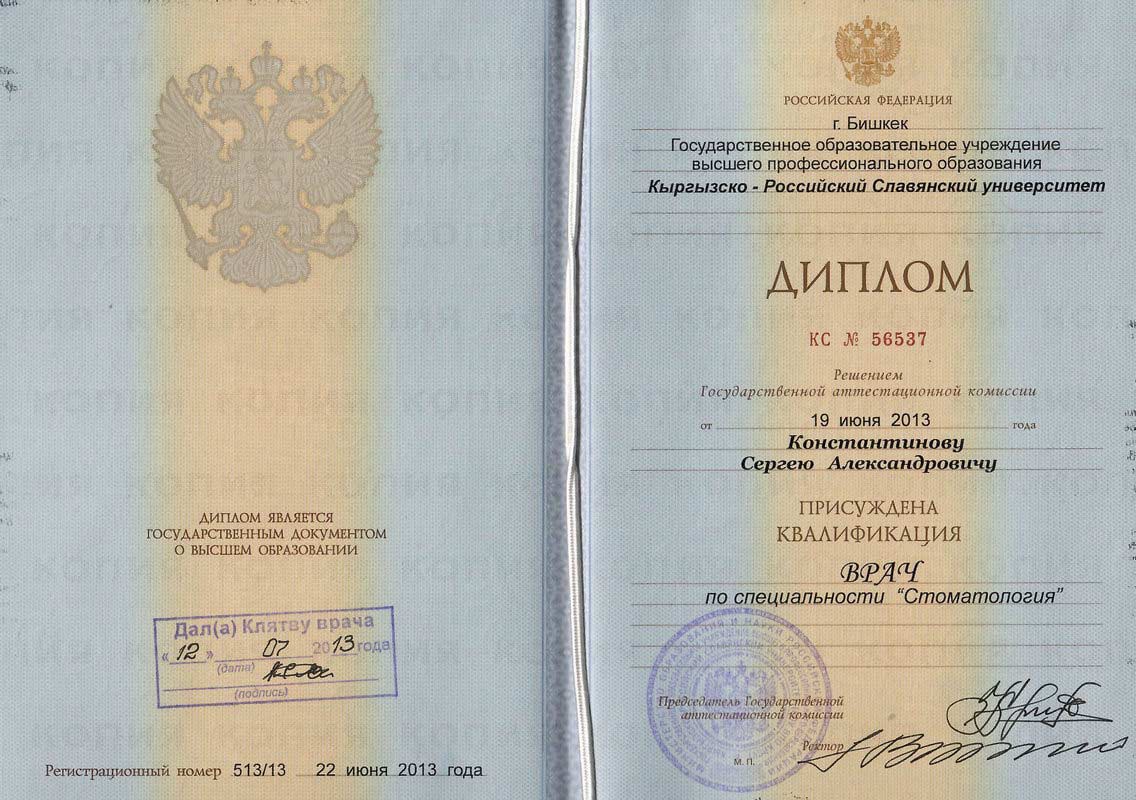 ДИПЛОМ ЯВЛЯЕТСЯ
ГОСУДАРСТВЕННЫМ ДОКУМЕНТОМ
О ВЫСШЕМ ОБРАЗОВАНИИ
Дал(а) Клятву врача
«12» 07 2013 года
(дата)
(подпись)
Регистрационный номер 513/13 22 июня 2013 года
РОССИЙСКАЯ ФЕДЕРАЦИЯ
г. Бишкек
Государственное образовательное учреждение
высшего профессионального образования
Кыргызско - Российский Славянский университет
ДИПЛОМ
КС № 56537
Решением
Государственной аттестационной комиссии
от 19 июня 2013 года
Константинову
Сергею Александровичу
ПРИСУЖДЕНА
КВАЛИФИКАЦИЯ
ВРАЧ
по специальности “Стоматология”
Председатель Государственной
аттестационной комиссии
Ректор
М. П.